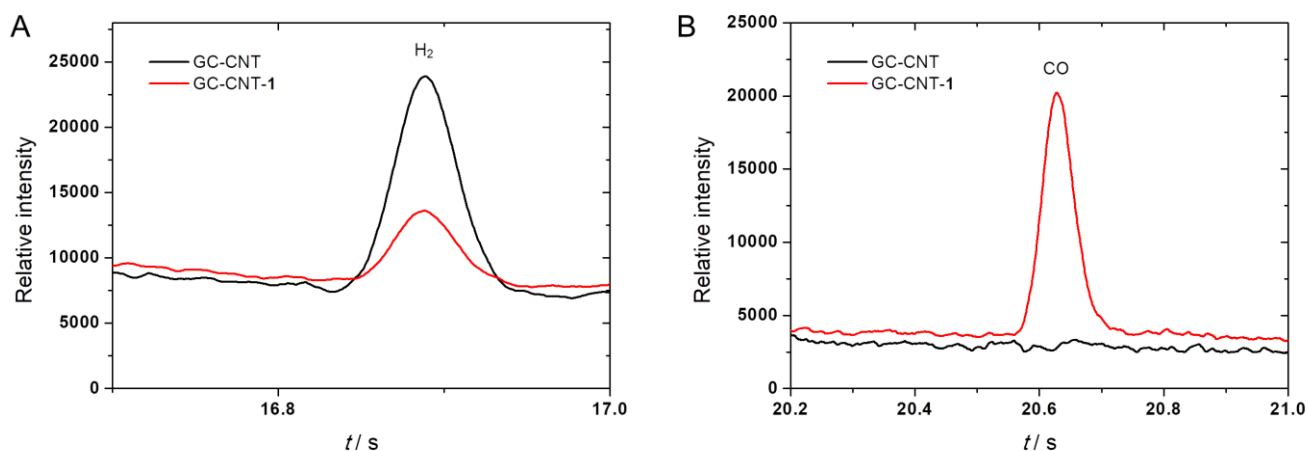 A
GC-CNT
GC-CNT-1
H₂
25000
20000
15000
10000
5000
0
Relative intensity
16.8
17.0
t / s
B
GC-CNT
GC-CNT-1
CO
25000
20000
15000
10000
5000
0
Relative intensity
20.2
20.4
20.6
20.8
21.0
t / s